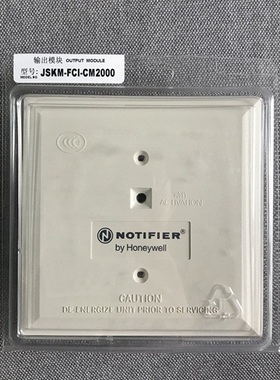 输出模块 OUTPUT MODULE
型号: JSKM-FCI-CM2000
MODEL NO.
CCC
ACTIVATION
N NOTIFIER®
by Honeywell
CAUTION
DE-ENERGIZE UNIT PRIOR TO SERVICING